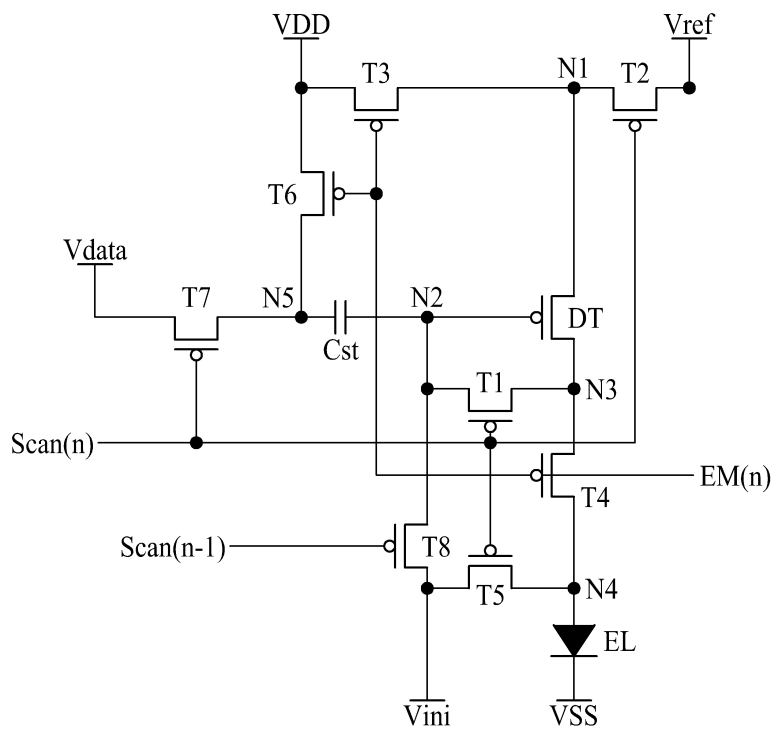 VDD
Vref
T3
N1
T2
T6
Vdata
T7
N5
N2
Cst
DT
T1
N3
Scan(n)
EM(n)
T4
Scan(n-1)
T8
T5
N4
EL
Vini
VSS